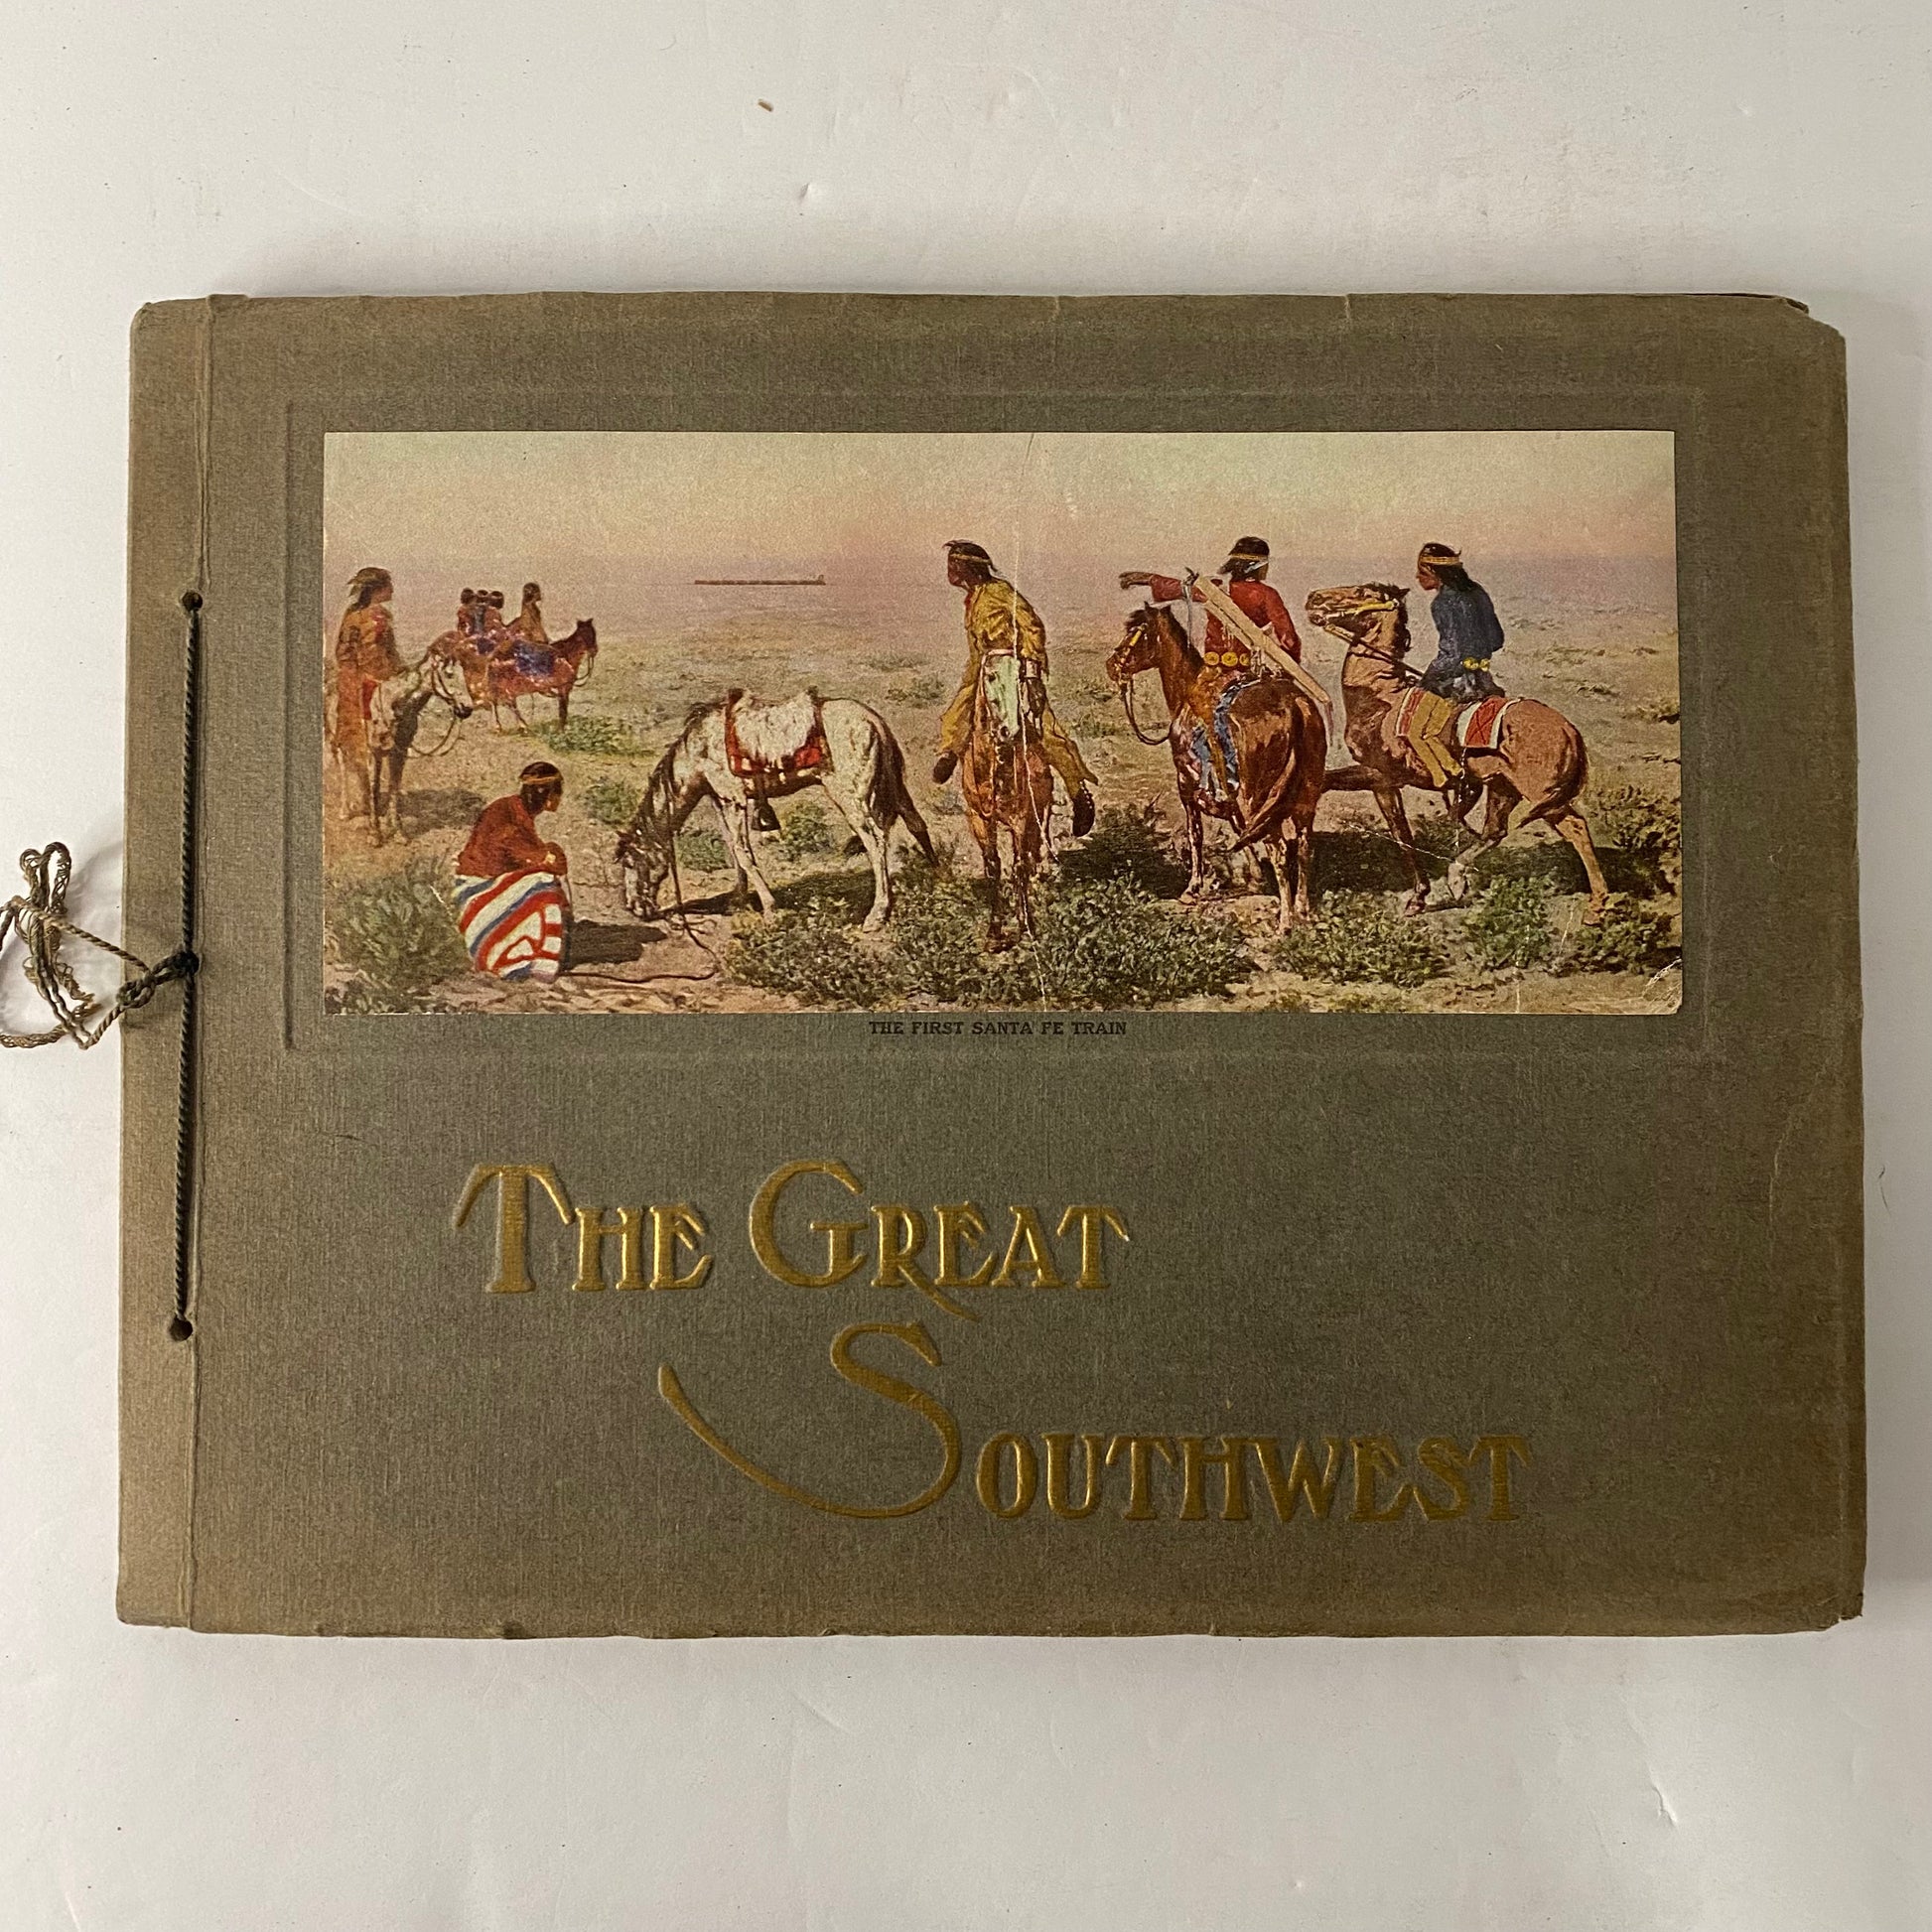 THE FIRST SANTA FE TRAIN
THE GREAT
SOUTHWEST